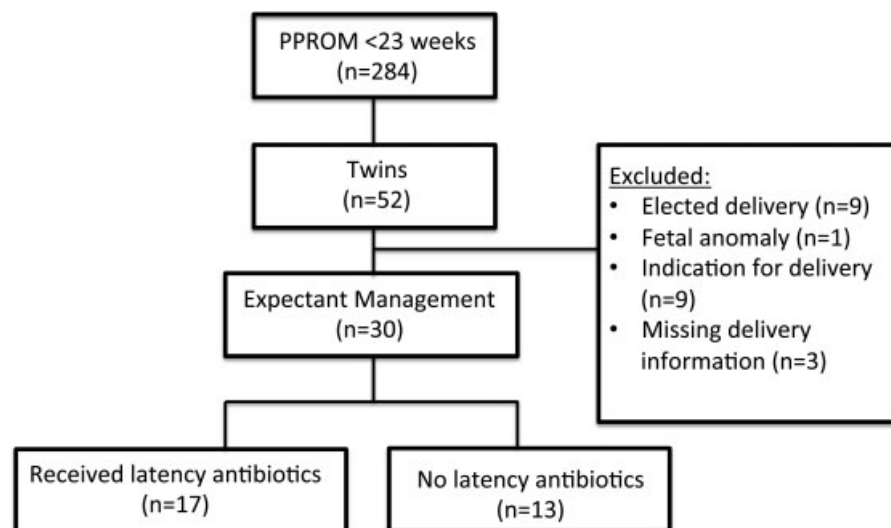 PPROM <23 weeks
(n=284)
Twins
(n=52)
Excluded:
• Elected delivery (n=9)
• Fetal anomaly (n=1)
• Indication for delivery
(n=9)
• Missing delivery
information (n=3)
Expectant Management
(n=30)
Received latency antibiotics
(n=17)
No latency antibiotics
(n=13)